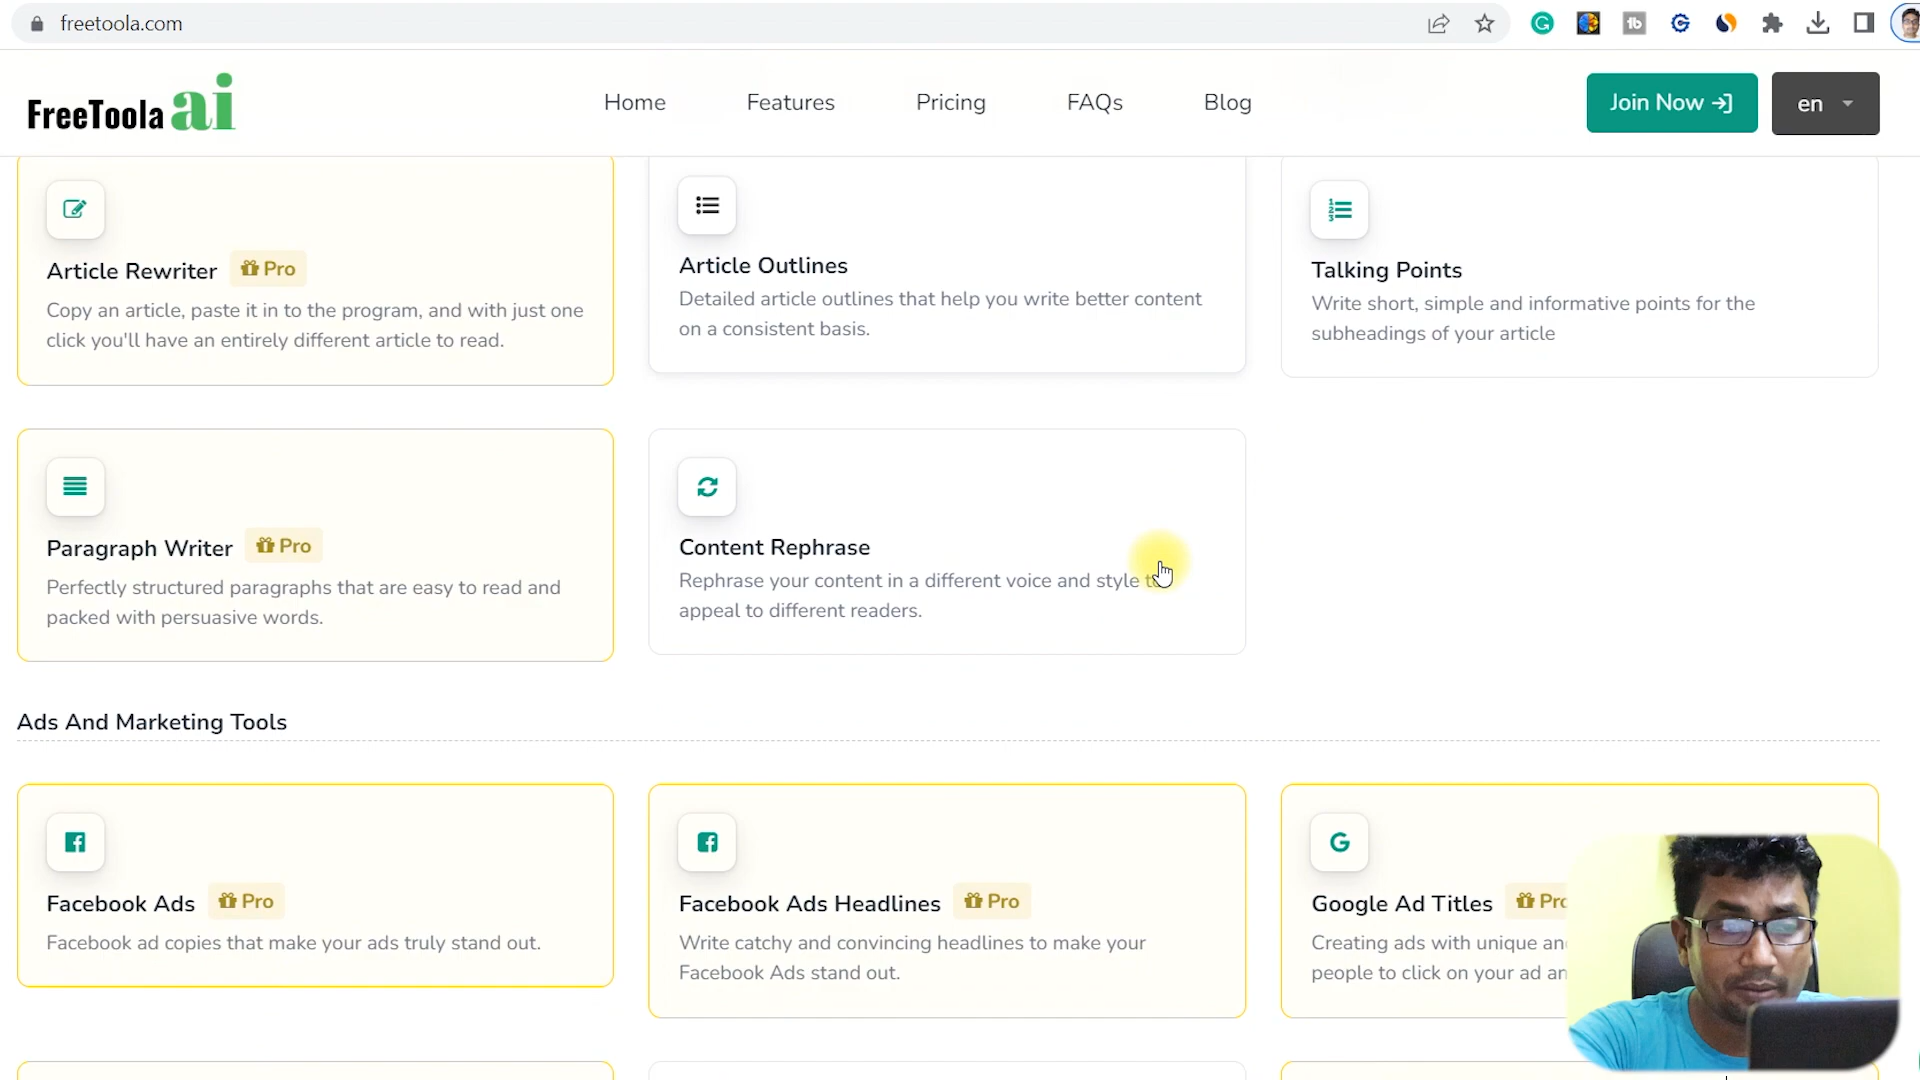 freetoola.com
FreeToola ai
Home
Features
Pricing
FAQs
Blog
Join Now
en
Article Rewriter
Pro
Copy an article, paste it in to the program, and with just one
click you'll have an entirely different article to read.
Article Outlines
Detailed article outlines that help you write better content
on a consistent basis.
Talking Points
Write short, simple and informative points for the
subheadings of your article
Paragraph Writer
Pro
Perfectly structured paragraphs that are easy to read and
packed with persuasive words.
Content Rephrase
Rephrase your content in a different voice and style to
appeal to different readers.
Ads And Marketing Tools
Facebook Ads
Pro
Facebook ad copies that make your ads truly stand out.
Facebook Ads Headlines
Pro
Write catchy and convincing headlines to make your
Facebook Ads stand out.
Google Ad Titles
Creating ads with unique
people to click on your ad